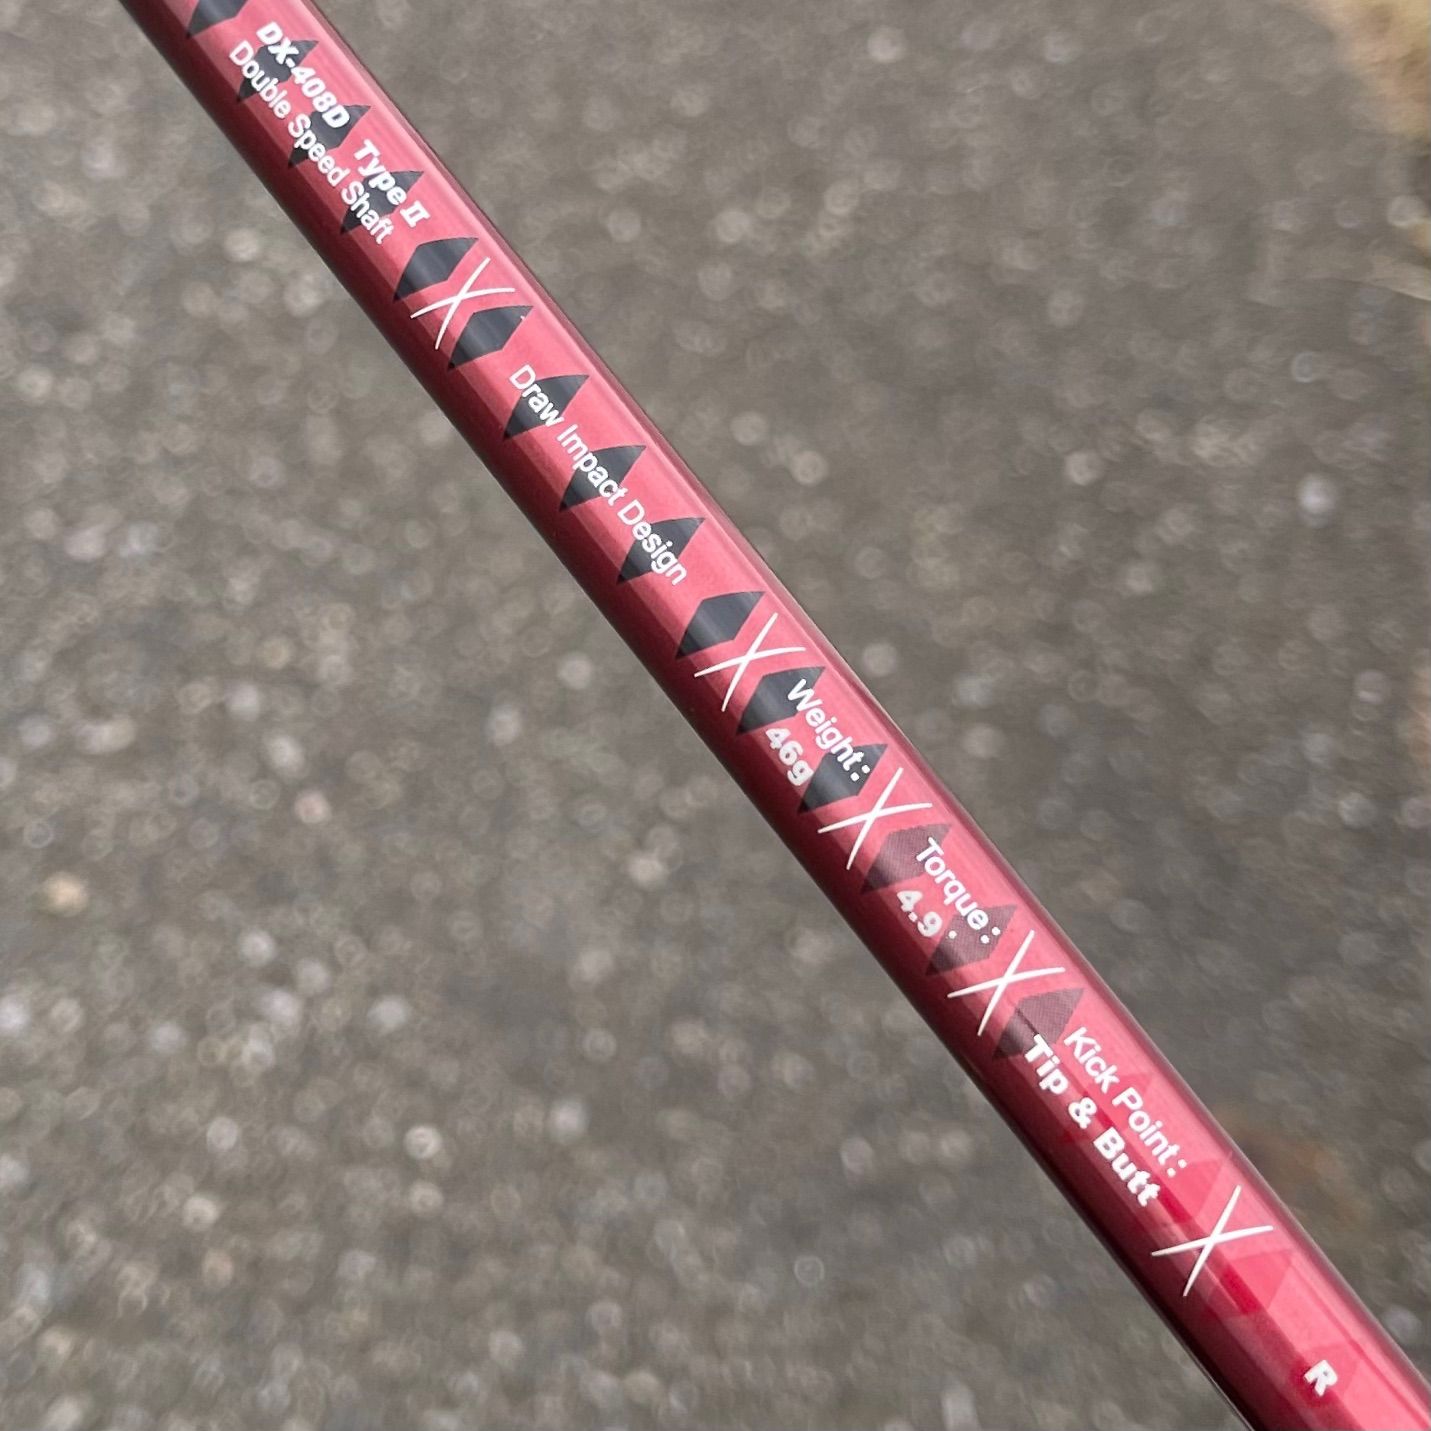 DX-408D Type II
Double Speed Shaft
X
Draw Impact Design
X
Weight:
46g
X
Torque:
4.9°
X
Kick Point:
Tip & Butt
X
R